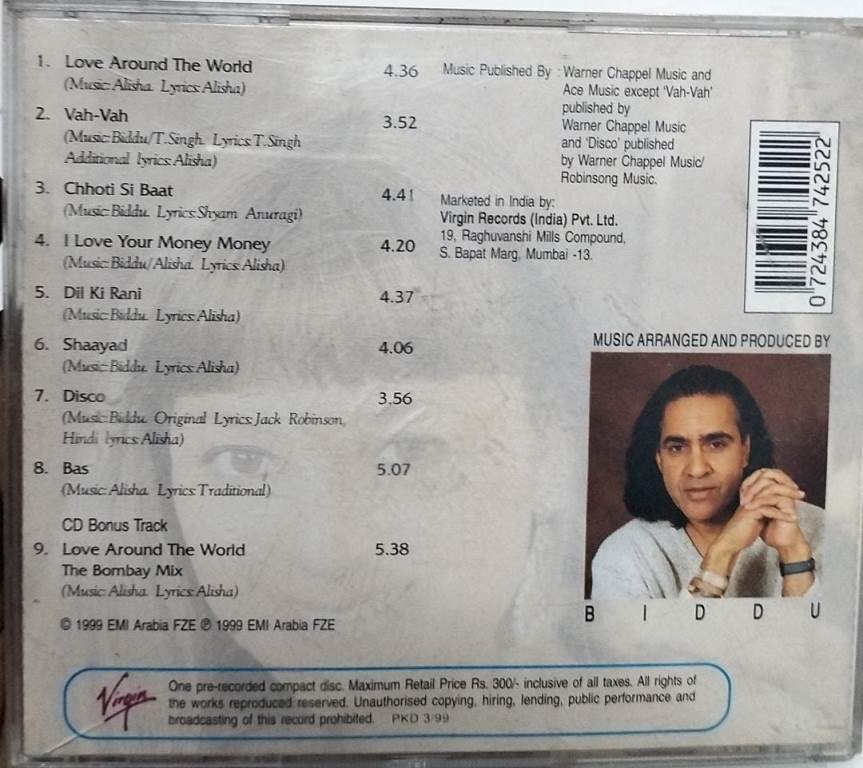 1. Love Around The World 4.36
(Music:Alisha. Lyrics:Alisha)
2. Vah-Vah 3.52
(Music:Biddu/T.Singh. Lyrics:T.Singh
Additional lyrics:Alisha)
3. Chhoti Si Baat 4.41
(Music:Biddu. Lyrics:Shyam Anuragi)
4. I Love Your Money Money 4.20
(Music:Biddu/Alisha. Lyrics:Alisha)
5. Dil Ki Rani 4.37
(Music:Biddu. Lyrics:Alisha)
6. Shaayad 4.06
(Music:Biddu. Lyrics:Alisha)
7. Disco 3.56
(Music:Biddu. Original Lyrics:Jack Robinson,
Hindi lyrics:Alisha)
8. Bas 5.07
(Music:Alisha. Lyrics:Traditional)
CD Bonus Track
9. Love Around The World 5.38
The Bombay Mix
(Music:Alisha. Lyrics:Alisha)
© 1999 EMI Arabia FZE ℗ 1999 EMI Arabia FZE
Music Published By : Warner Chappel Music and
Ace Music except 'Vah-Vah'
published by
Warner Chappel Music
and 'Disco' published
by Warner Chappel Music/
Robinsong Music.
Marketed in India by:
Virgin Records (India) Pvt. Ltd.
19, Raghuvanshi Mills Compound,
S. Bapat Marg, Mumbai -13.
0 724384 742522
MUSIC ARRANGED AND PRODUCED BY
B I D D U
Virgin
One pre-recorded compact disc. Maximum Retail Price Rs. 300/- inclusive of all taxes. All rights of
the works reproduced reserved. Unauthorised copying, hiring, lending, public performance and
broadcasting of this record prohibited. PKD 3/99